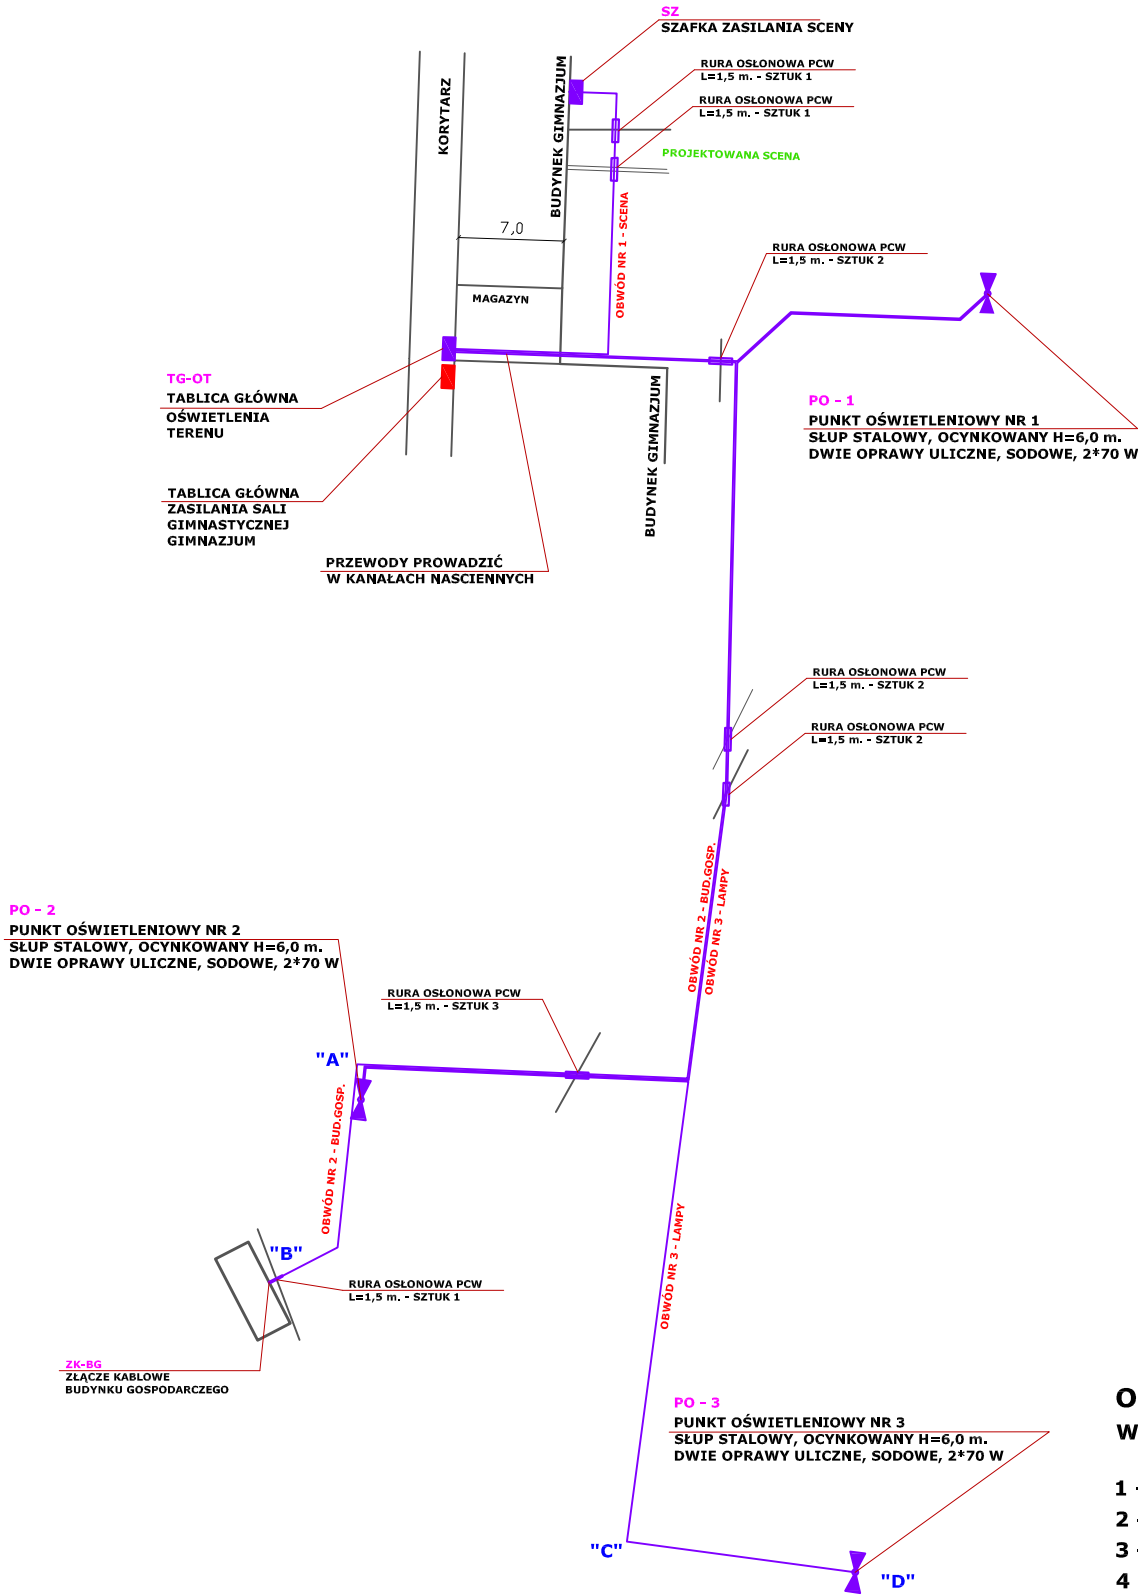 SZ
SZAFKA ZASILANIA SCENY
RURA OSŁONOWA PCW
L=1,5 m. - SZTUK 1
RURA OSŁONOWA PCW
L=1,5 m. - SZTUK 1
KORYTARZ
BUDYNEK GIMNAZJUM
PROJEKTOWANA SCENA
7,0
OBWÓD NR 1 - SCENA
RURA OSŁONOWA PCW
L=1,5 m. - SZTUK 2
MAGAZYN
TG-OT
TABLICA GŁÓWNA
OŚWIETLENIA
TERENU
PO - 1
PUNKT OŚWIETLENIOWY NR 1
SŁUP STALOWY, OCYNKOWANY H=6,0 m.
DWIE OPRAWY ULICZNE, SODOWE, 2*70 W
BUDYNEK GIMNAZJUM
TABLICA GŁÓWNA
ZASILANIA SALI
GIMNASTYCZNEJ
GIMNAZJUM
PRZEWODY PROWADZIĆ
W KANAŁACH NASCIENNYCH
RURA OSŁONOWA PCW
L=1,5 m. - SZTUK 2
RURA OSŁONOWA PCW
L=1,5 m. - SZTUK 2
OBWÓD NR 2 - BUD.GOSP.
OBWÓD NR 3 - LAMPY
PO - 2
PUNKT OŚWIETLENIOWY NR 2
SŁUP STALOWY, OCYNKOWANY H=6,0 m.
DWIE OPRAWY ULICZNE, SODOWE, 2*70 W
RURA OSŁONOWA PCW
L=1,5 m. - SZTUK 3
"A"
OBWÓD NR 2 - BUD.GOSP.
"B"
RURA OSŁONOWA PCW
L=1,5 m. - SZTUK 1
OBWÓD NR 3 - LAMPY
ZK-BG
ZŁĄCZE KABLOWE
BUDYNKU GOSPODARCZEGO
PO - 3
PUNKT OŚWIETLENIOWY NR 3
SŁUP STALOWY, OCYNKOWANY H=6,0 m.
DWIE OPRAWY ULICZNE, SODOWE, 2*70 W
"C"
"D"
O
W
1 -
2 -
3 -
4